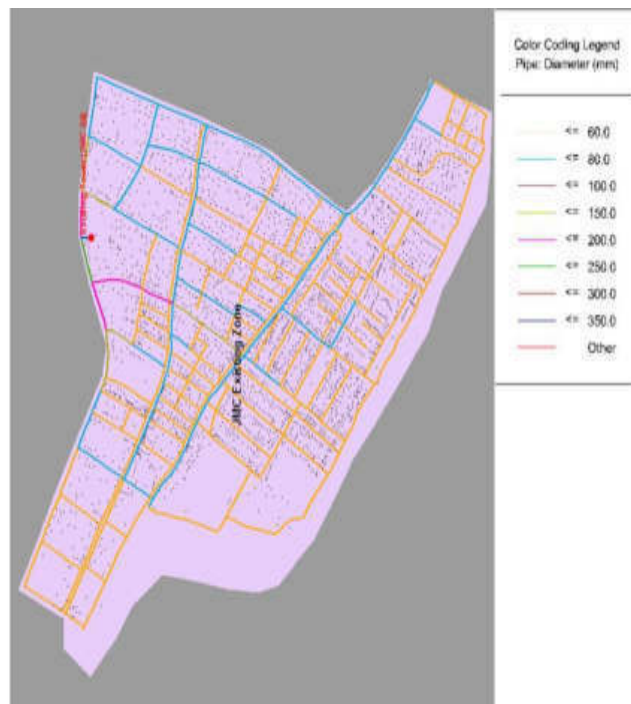 Color Coding Legend
Pipe: Diameter (mm)
<= 60.0
<= 80.0
<= 100.0
<= 150.0
<= 200.0
<= 250.0
<= 300.0
<= 350.0
Other
JMC Existing Zone